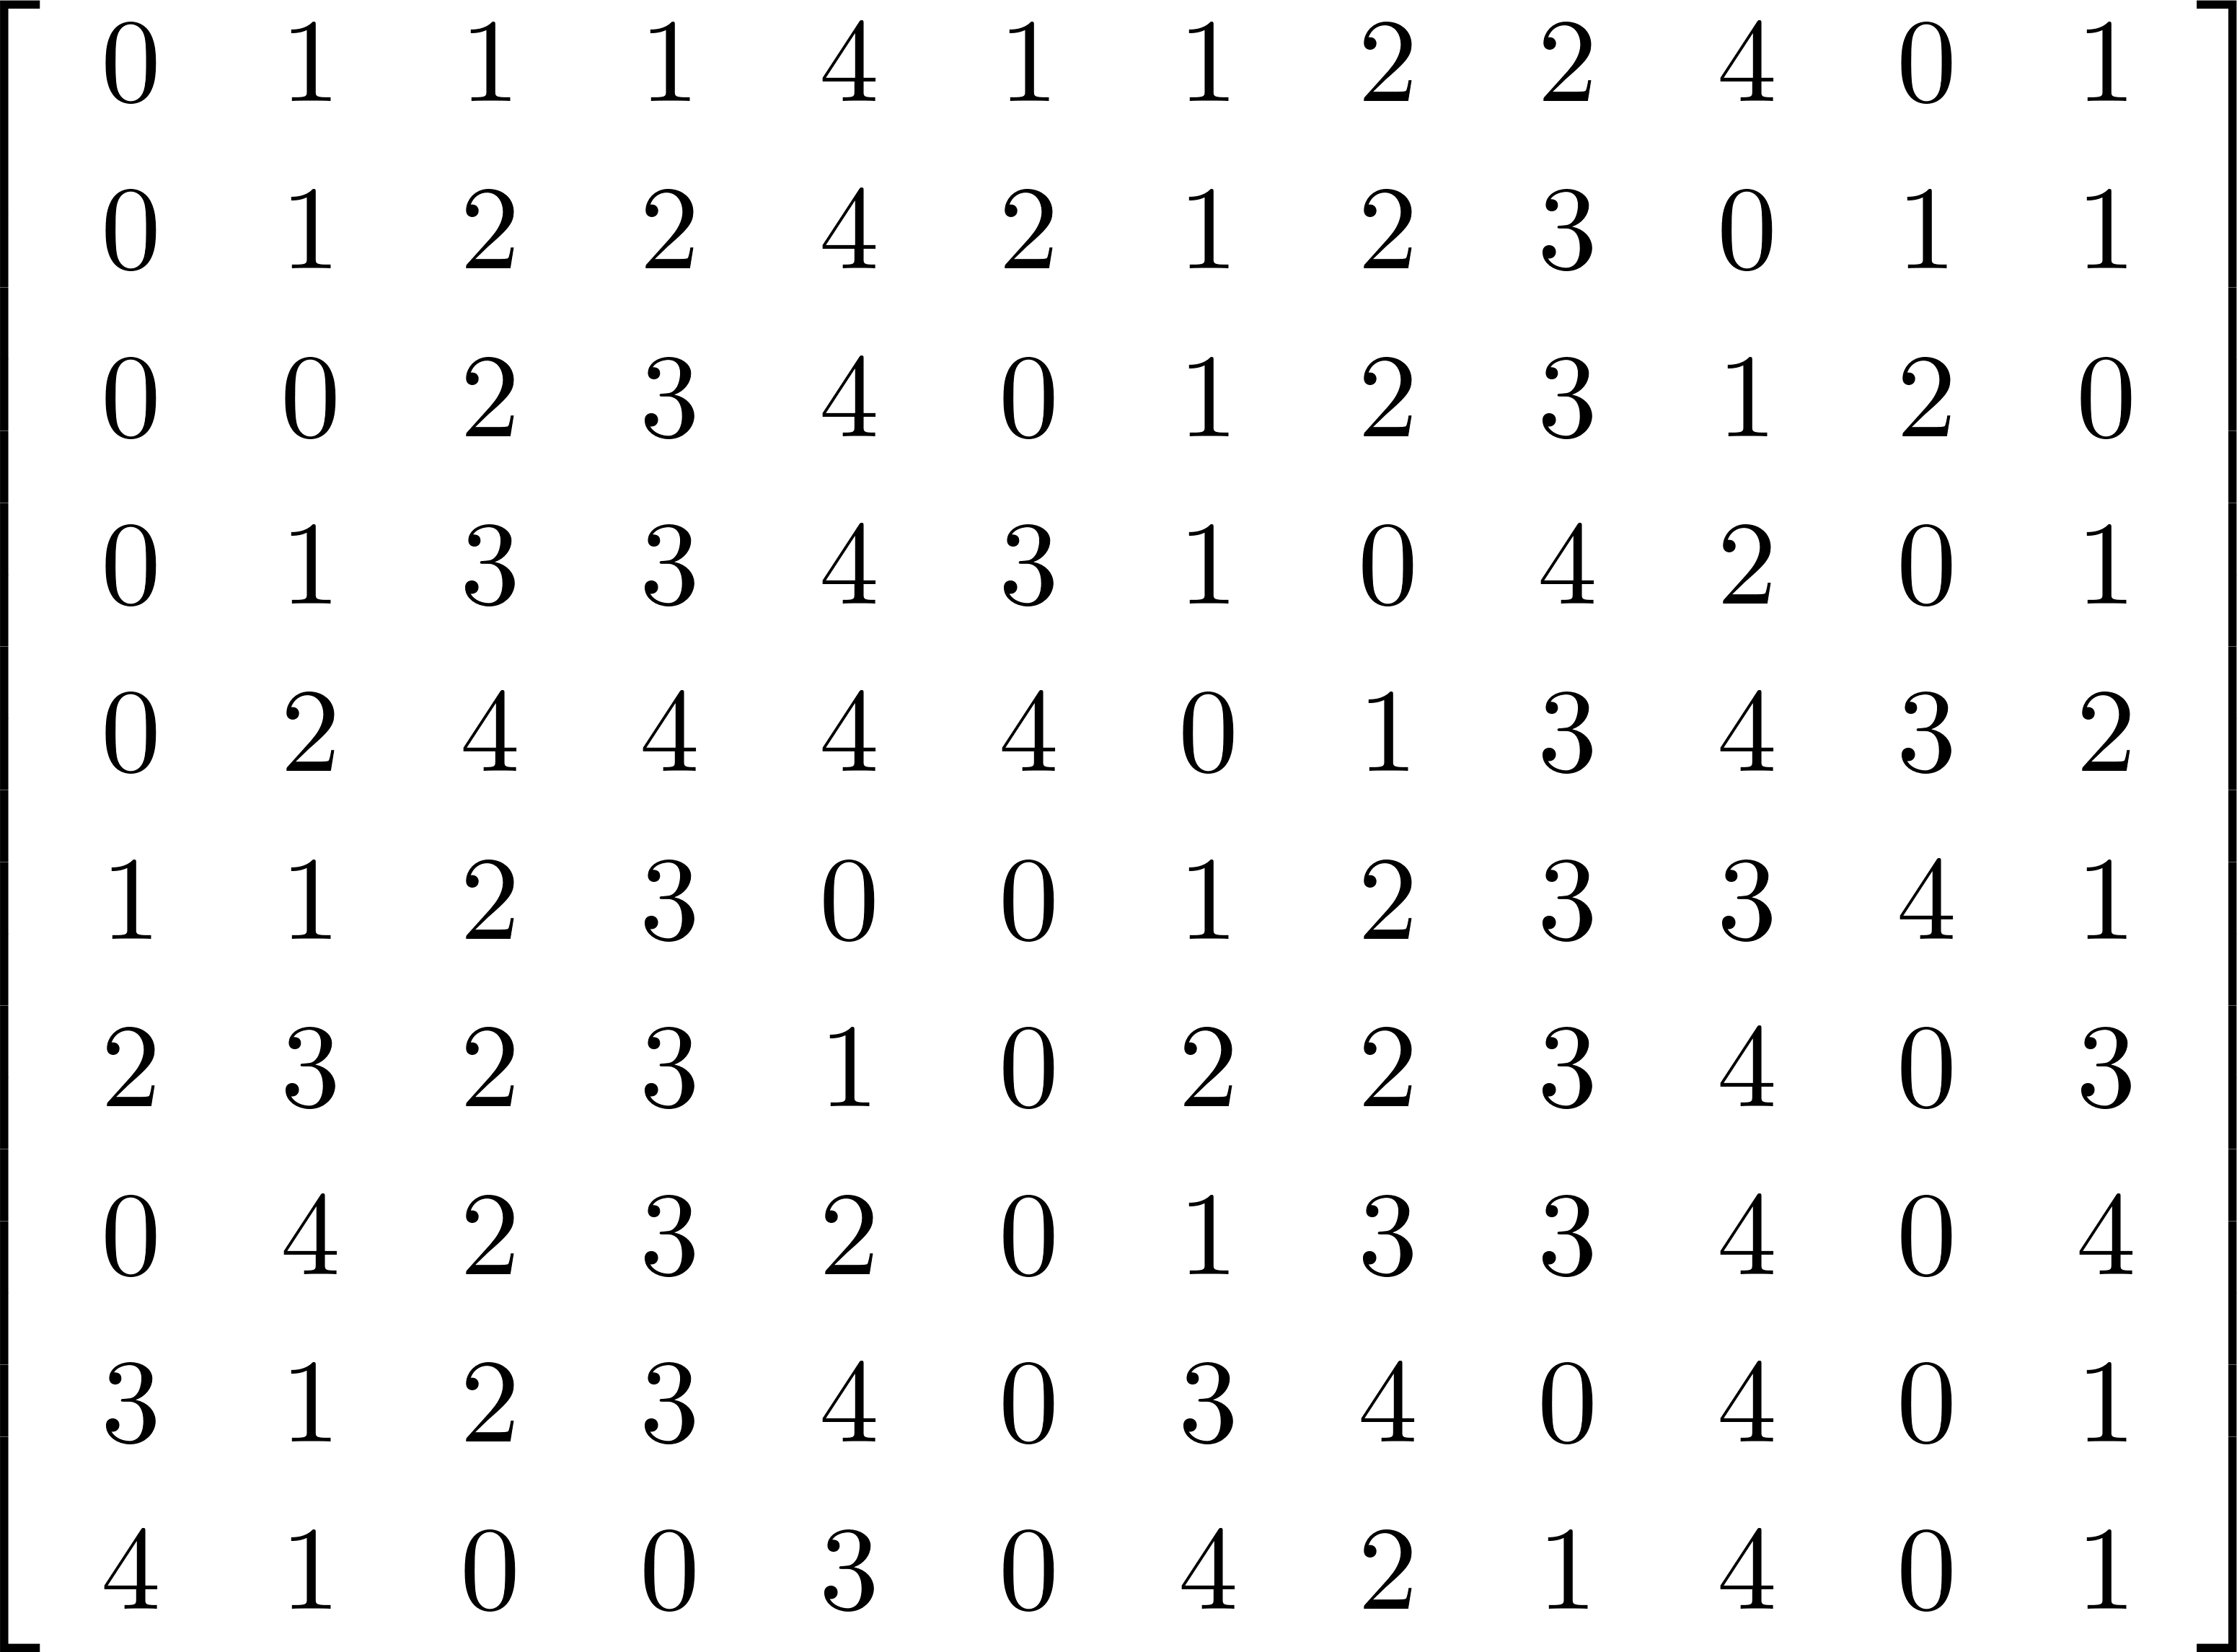 0 1 1 1 4 1 1 2 2 4 0 1
0 1 2 2 4 2 1 2 3 0 1 1
0 0 2 3 4 0 1 2 3 1 2 0
0 1 3 3 4 3 1 0 4 2 0 1
0 2 4 4 4 4 0 1 3 4 3 2
1 1 2 3 0 0 1 2 3 3 4 1
2 3 2 3 1 0 2 2 3 4 0 3
0 4 2 3 2 0 1 3 3 4 0 4
3 1 2 3 4 0 3 4 0 4 0 1
4 1 0 0 3 0 4 2 1 4 0 1